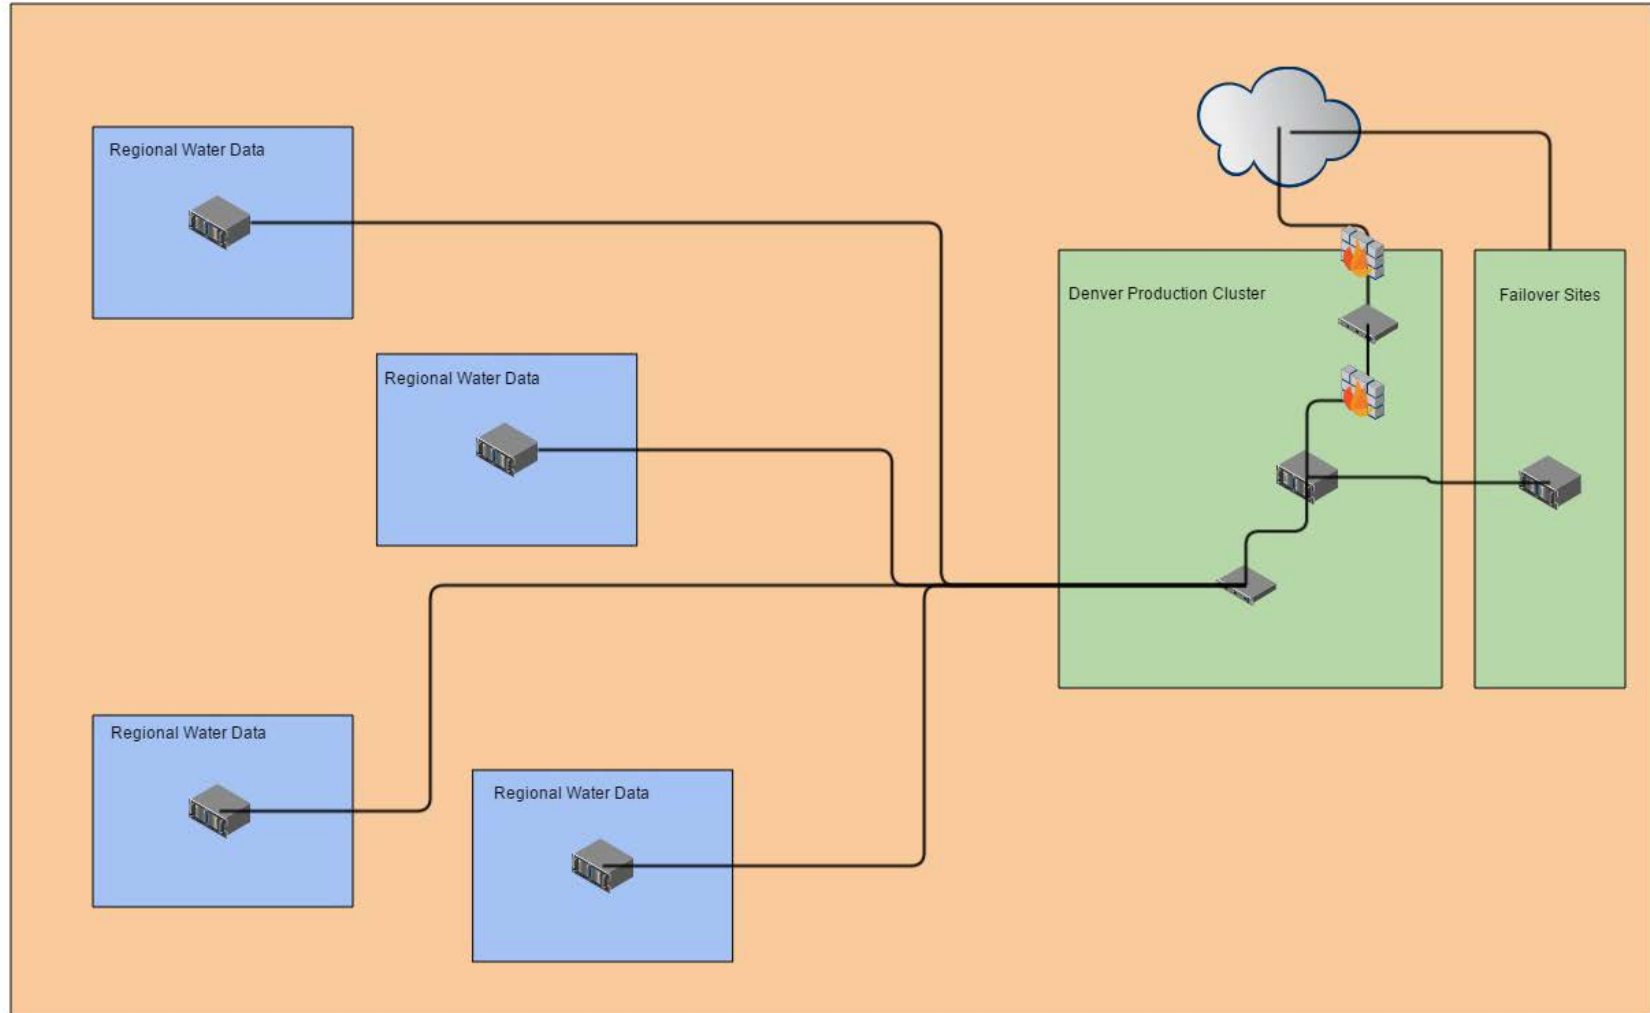 Regional Water Data
Denver Production Cluster
Failover Sites
Regional Water Data
Regional Water Data
Regional Water Data